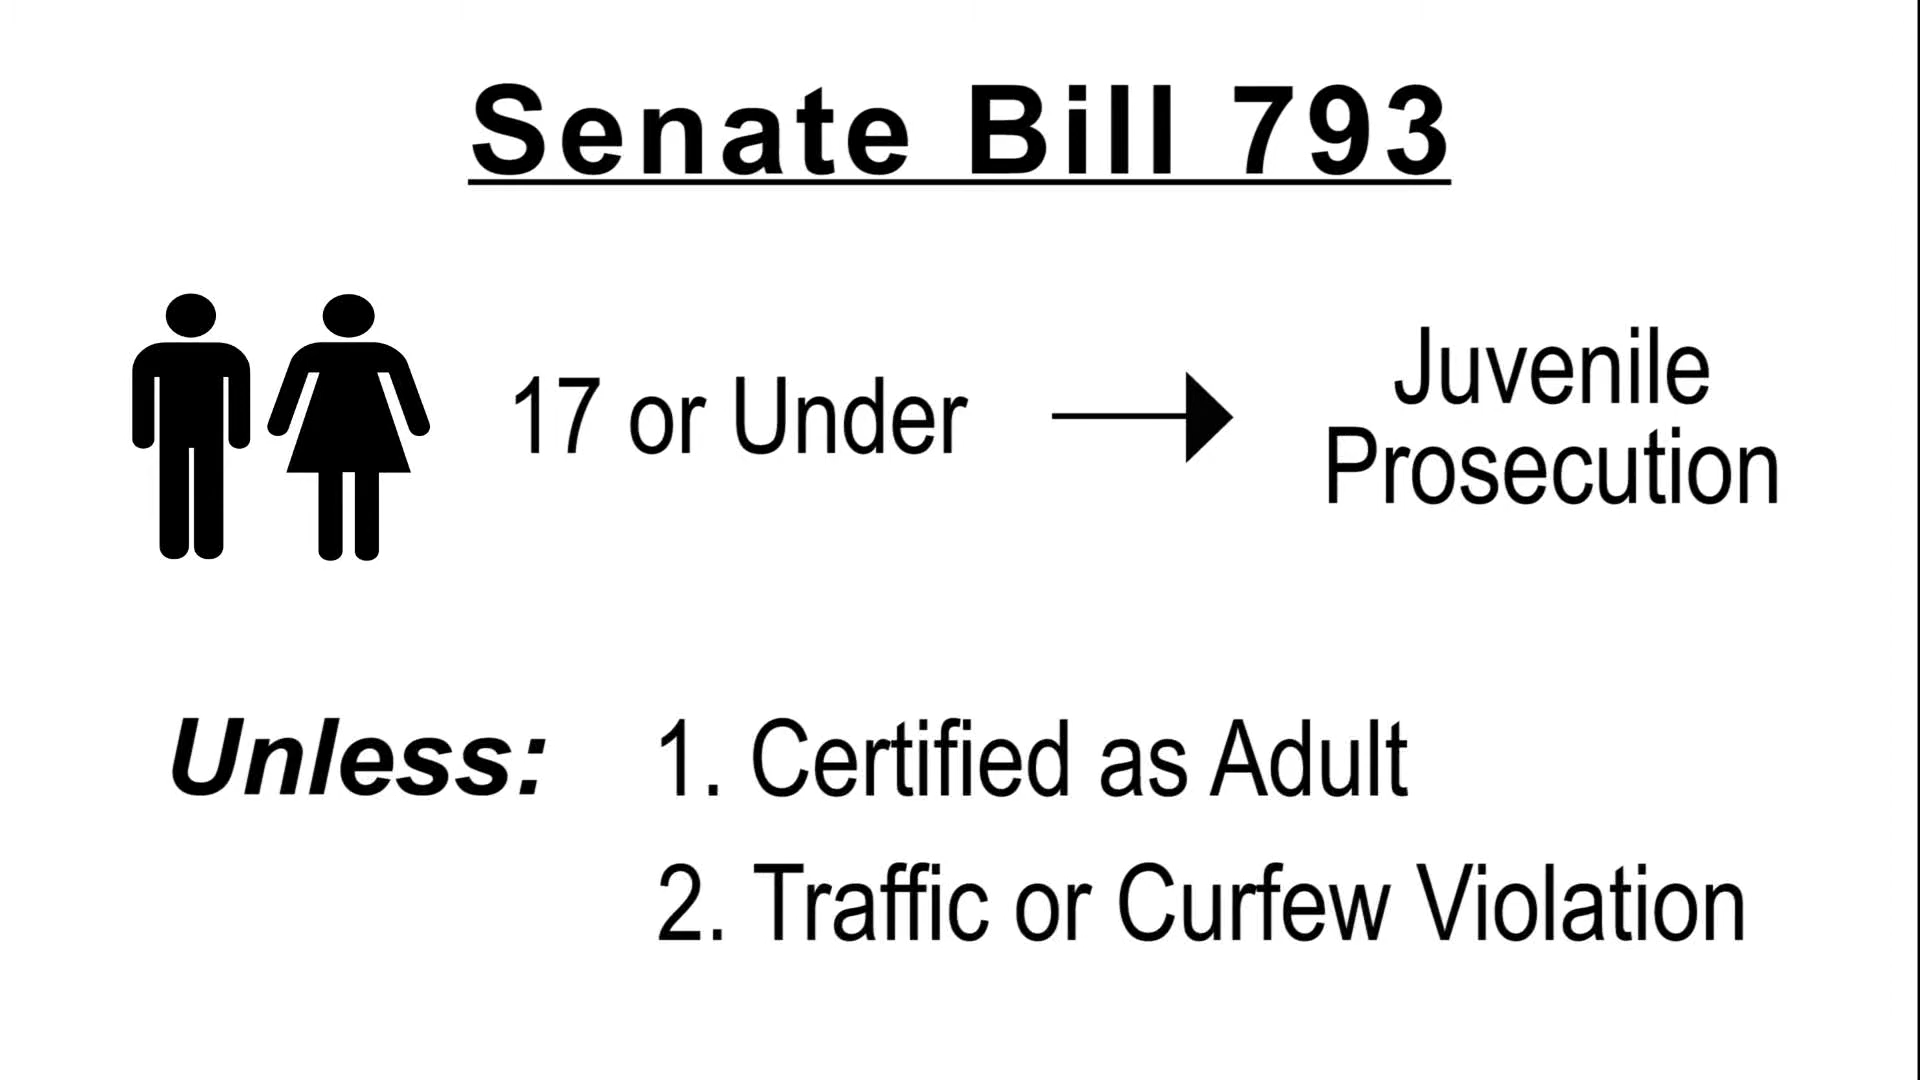 Senate Bill 793
17 or Under
Juvenile
Prosecution
Unless:
1. Certified as Adult
2. Traffic or Curfew Violation